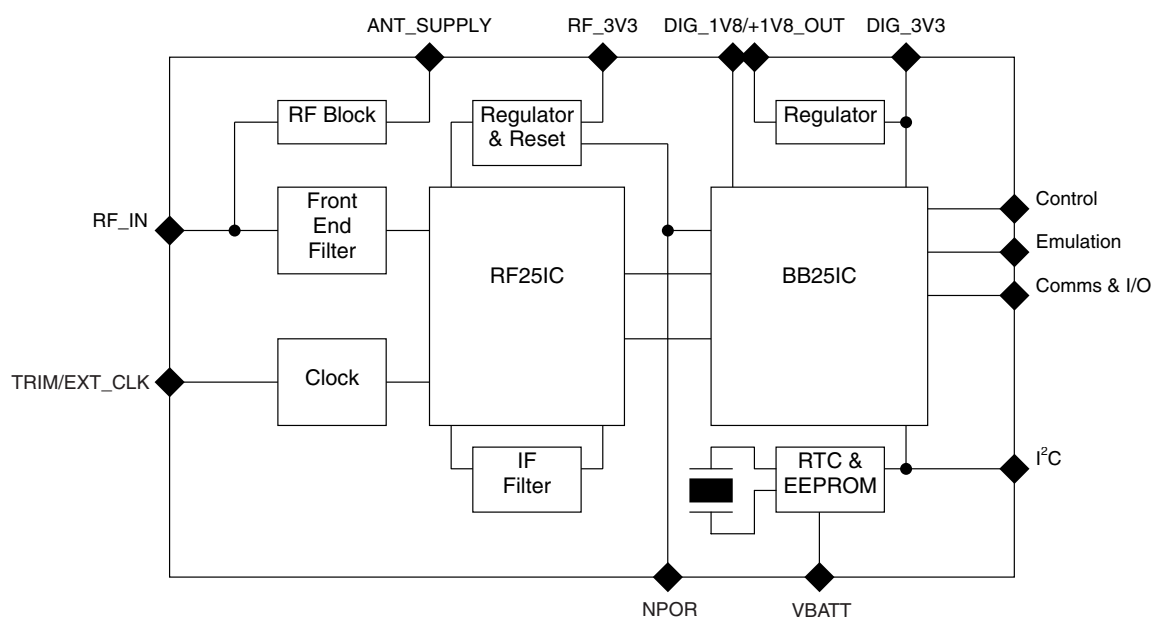 ANT_SUPPLY
RF_3V3
DIG_1V8/+1V8_OUT
DIG_3V3
RF Block
Regulator
& Reset
Regulator
RF_IN
Front
End
Filter
RF25IC
BB25IC
Control
Emulation
Comms & I/O
TRIM/EXT_CLK
Clock
IF
Filter
RTC &
EEPROM
I²C
NPOR
VBATT